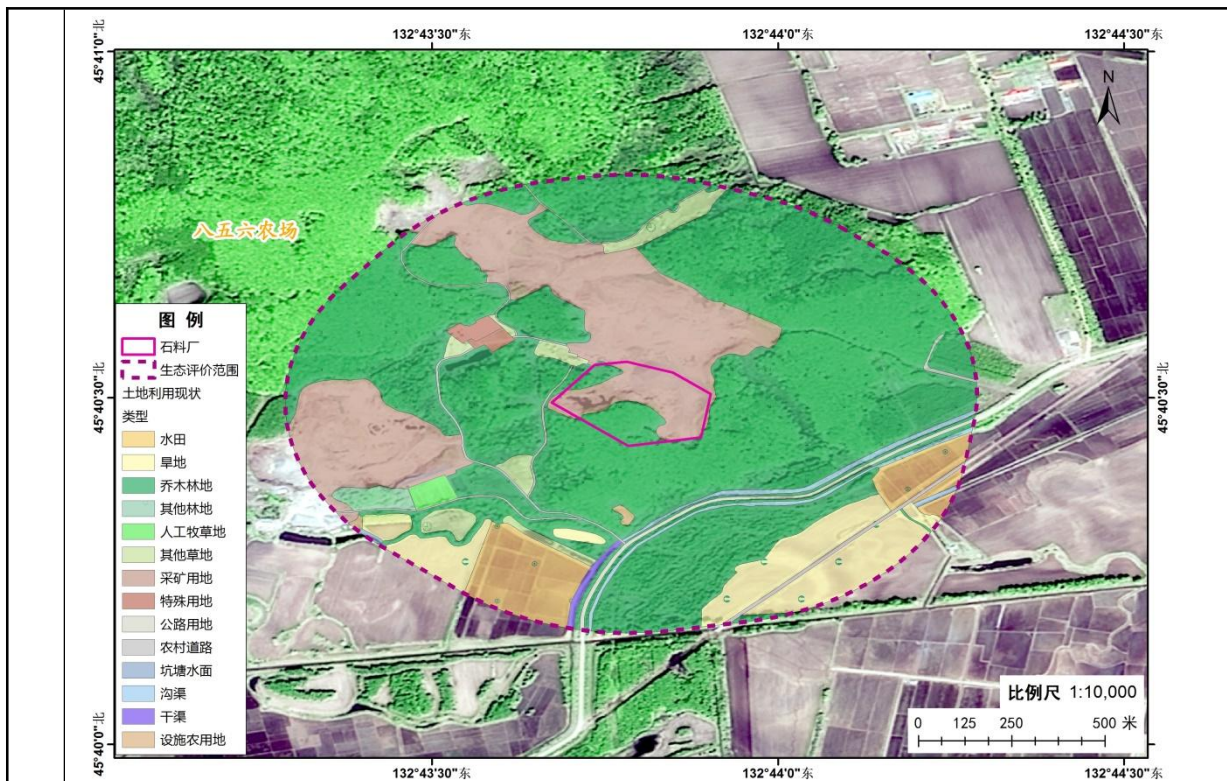 132°43'30"东
132°44'0"东
132°44'30"东
45°41'0"北
N
八五六农场
图 例
石料厂
生态评价范围
土地利用现状
类型
水田
旱地
乔木林地
其他林地
人工牧草地
其他草地
采矿用地
特殊用地
公路用地
农村道路
坑塘水面
沟渠
干渠
设施农用地
45°40'30"北
45°40'30"北
比例尺 1:10,000
0 125 250 500 米
45°40'0"北
132°43'30"东
132°44'0"东
132°44'30"东